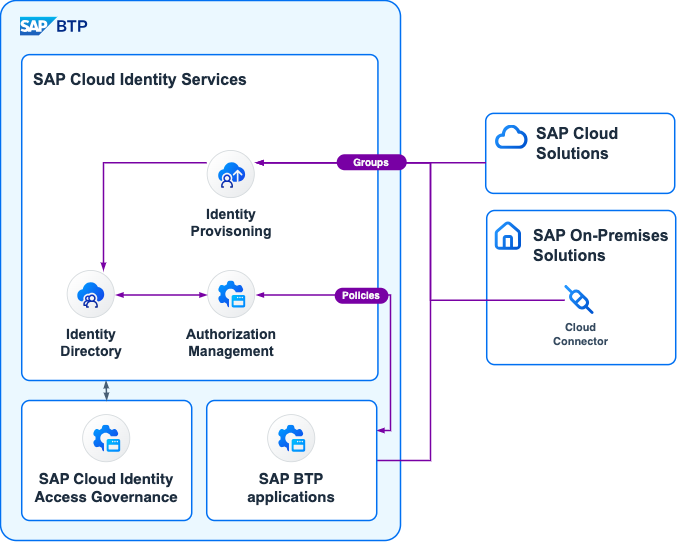 SAP BTP
SAP Cloud Identity Services
Groups
SAP Cloud
Solutions
Identity
Provisoning
SAP On-Premises
Solutions
Cloud
Connector
Policies
Identity
Directory
Authorization
Management
SAP Cloud Identity
Access Governance
SAP BTP
applications